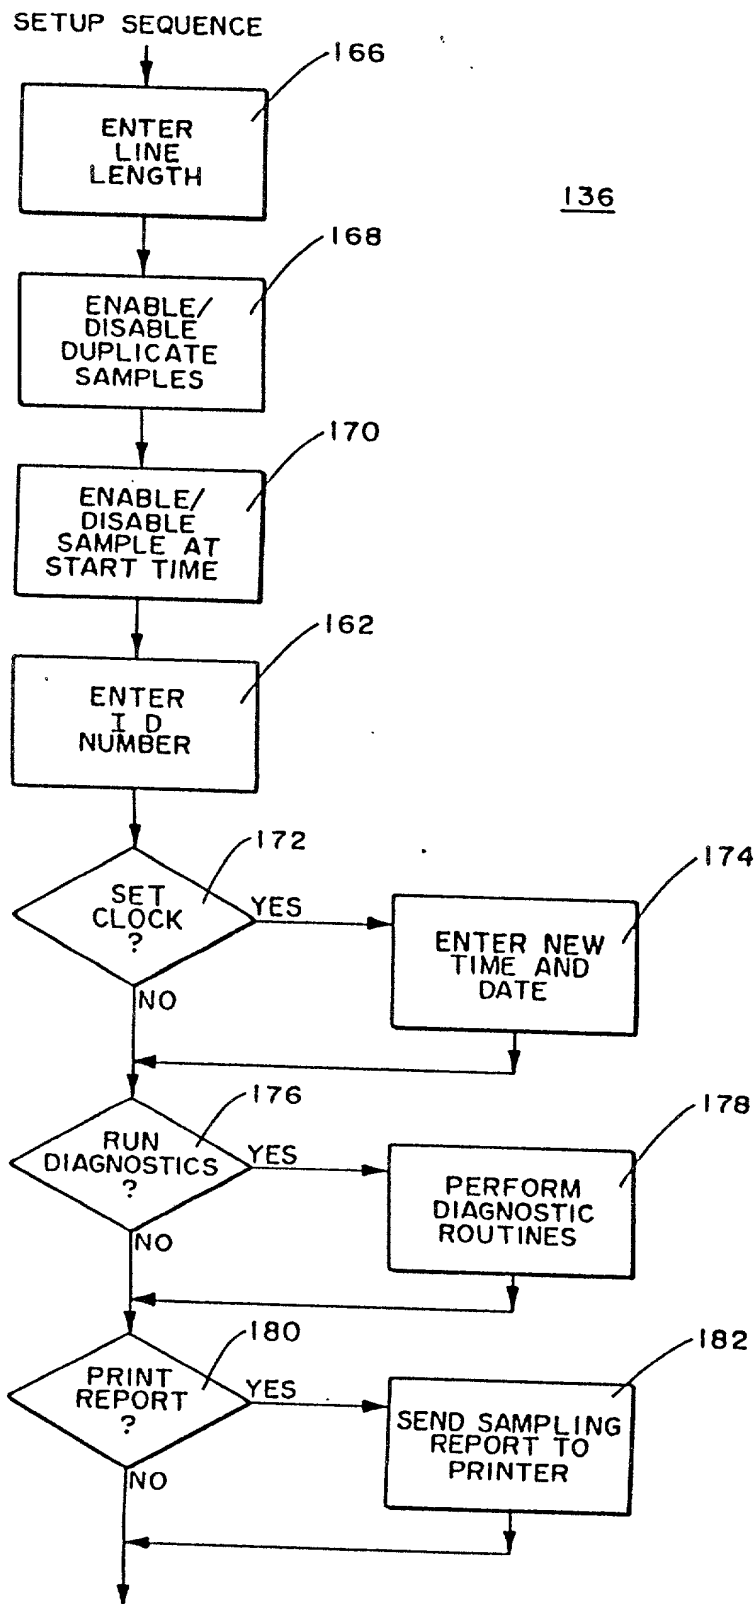 SETUP SEQUENCE
166
ENTER
LINE
LENGTH
136
168
ENABLE/
DISABLE
DUPLICATE
SAMPLES
170
ENABLE/
DISABLE
SAMPLE AT
START TIME
162
ENTER
I D
NUMBER
172
SET
CLOCK
?
YES
NO
174
ENTER NEW
TIME AND
DATE
176
RUN
DIAGNOSTICS
?
YES
NO
178
PERFORM
DIAGNOSTIC
ROUTINES
180
PRINT
REPORT
?
YES
NO
182
SEND SAMPLING
REPORT TO
PRINTER